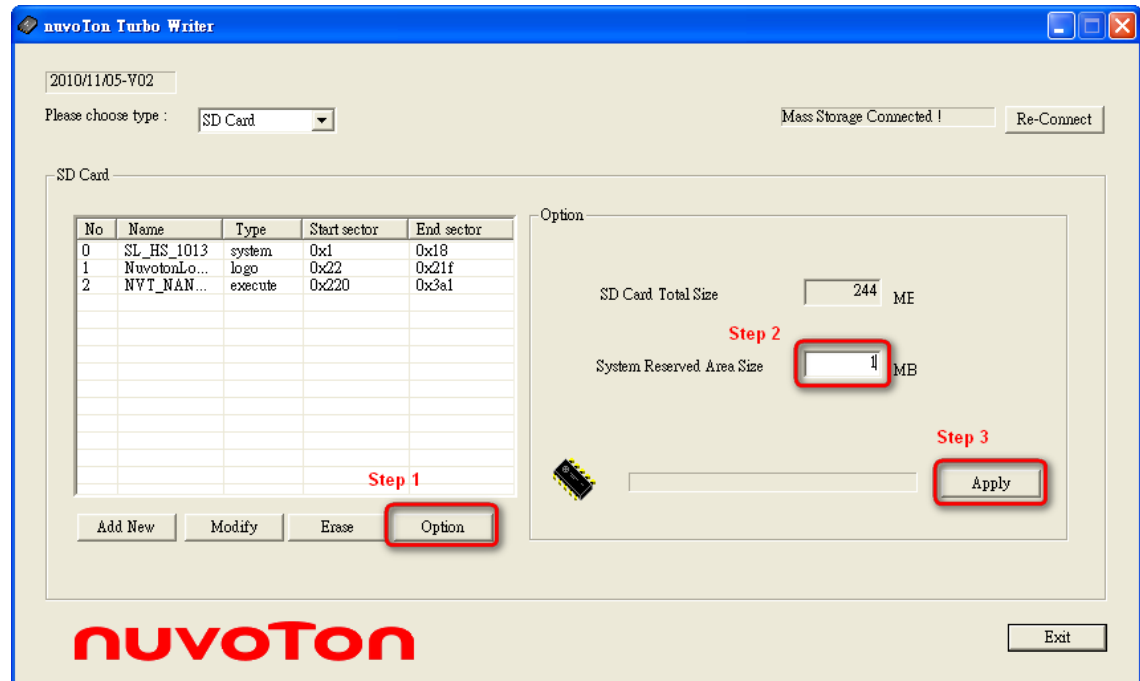 nuvoTon Turbo Writer
2010/11/05-V02
Please choose type :
SD Card
Mass Storage Connected !
Re-Connect
SD Card
No Name Type Start sector End sector
0 SL_HS_1013 system 0x1 0x18
1 NuvotonLo... logo 0x22 0x21f
2 NVT_NAN... execute 0x220 0x3a1
Step 1
Add New Modify Erase Option
Option
SD Card Total Size 244 MB
Step 2
System Reserved Area Size 1 MB
Step 3
Apply
nuvoTon
Exit